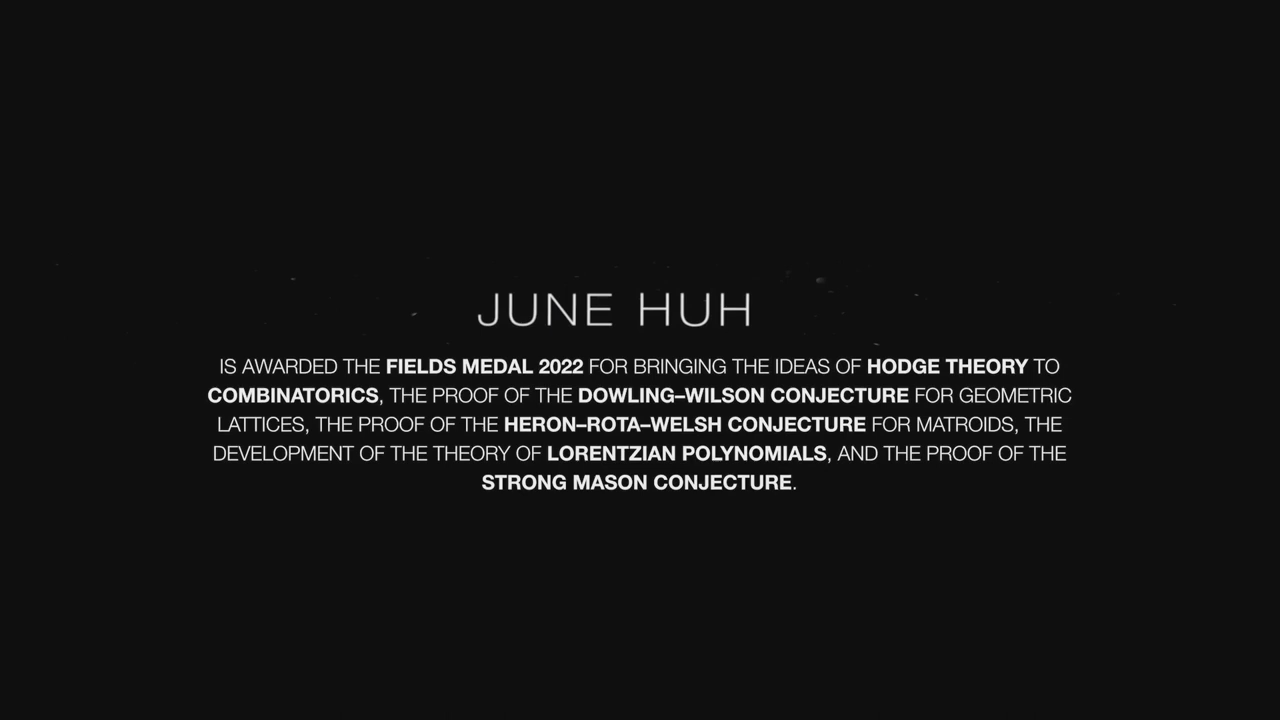 JUNE HUH
IS AWARDED THE FIELDS MEDAL 2022 FOR BRINGING THE IDEAS OF HODGE THEORY TO
COMBINATORICS, THE PROOF OF THE DOWLING–WILSON CONJECTURE FOR GEOMETRIC
LATTICES, THE PROOF OF THE HERON–ROTA–WELSH CONJECTURE FOR MATROIDS, THE
DEVELOPMENT OF THE THEORY OF LORENTZIAN POLYNOMIALS, AND THE PROOF OF THE
STRONG MASON CONJECTURE.